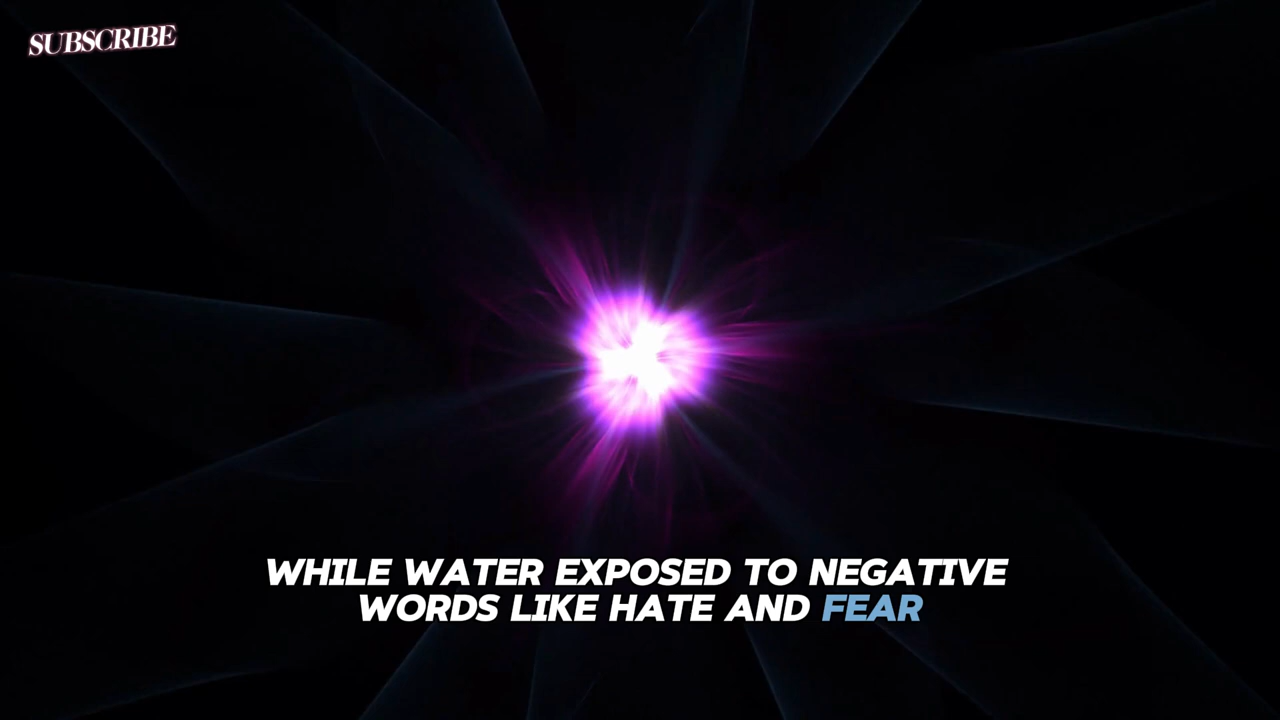 SUBSCRIBE
WHILE WATER EXPOSED TO NEGATIVE
WORDS LIKE HATE AND FEAR